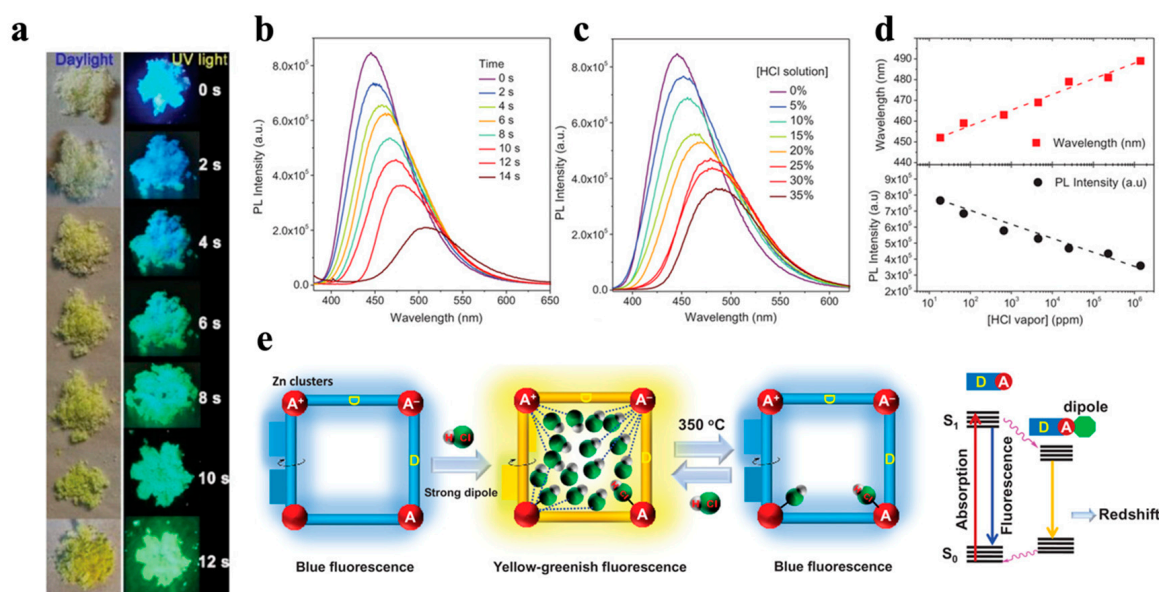 a
Daylight
UV light
0 s
2 s
4 s
6 s
8 s
10 s
12 s
b
8.0x10⁵
6.0x10⁵
4.0x10⁵
2.0x10⁵
0.0
PL Intensity (a.u.)
400 450 500 550 600 650
Wavelength (nm)
Time
0 s
2 s
4 s
6 s
8 s
10 s
12 s
14 s
c
8.0x10⁵
6.0x10⁵
4.0x10⁵
2.0x10⁵
0.0
PL Intensity (a.u.)
400 450 500 550 600
Wavelength (nm)
[HCl solution]
0%
5%
10%
15%
20%
25%
30%
35%
d
490
480
470
460
450
440
Wavelength (nm)
Wavelength (nm)
9x10⁵
8x10⁵
7x10⁵
6x10⁵
5x10⁵
4x10⁵
3x10⁵
2x10⁵
PL Intensity (a.u)
PL Intensity (a.u)
10¹ 10² 10³ 10⁴ 10⁵ 10⁶
[HCl vapor] (ppm)
e
Zn clusters
A⁺
D
A⁻
D
A
Blue fluorescence
H Cl
Strong dipole
A⁺
D
A⁻
D
A
Yellow-greenish fluorescence
350 °C
H Cl
A⁺
A⁻
A
Blue fluorescence
D A
S₁
D A
dipole
Absorption
Fluorescence
Redshift
S₀